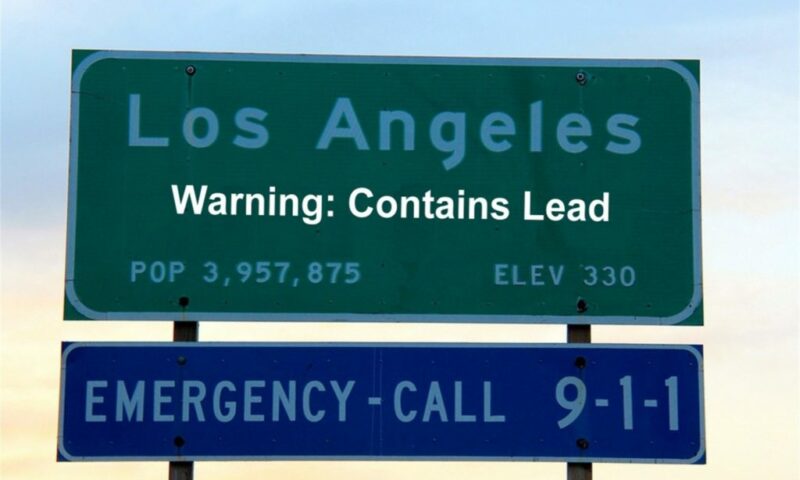 Los Angeles
Warning: Contains Lead
POP 3,957,875 ELEV 330
EMERGENCY - CALL 9-1-1